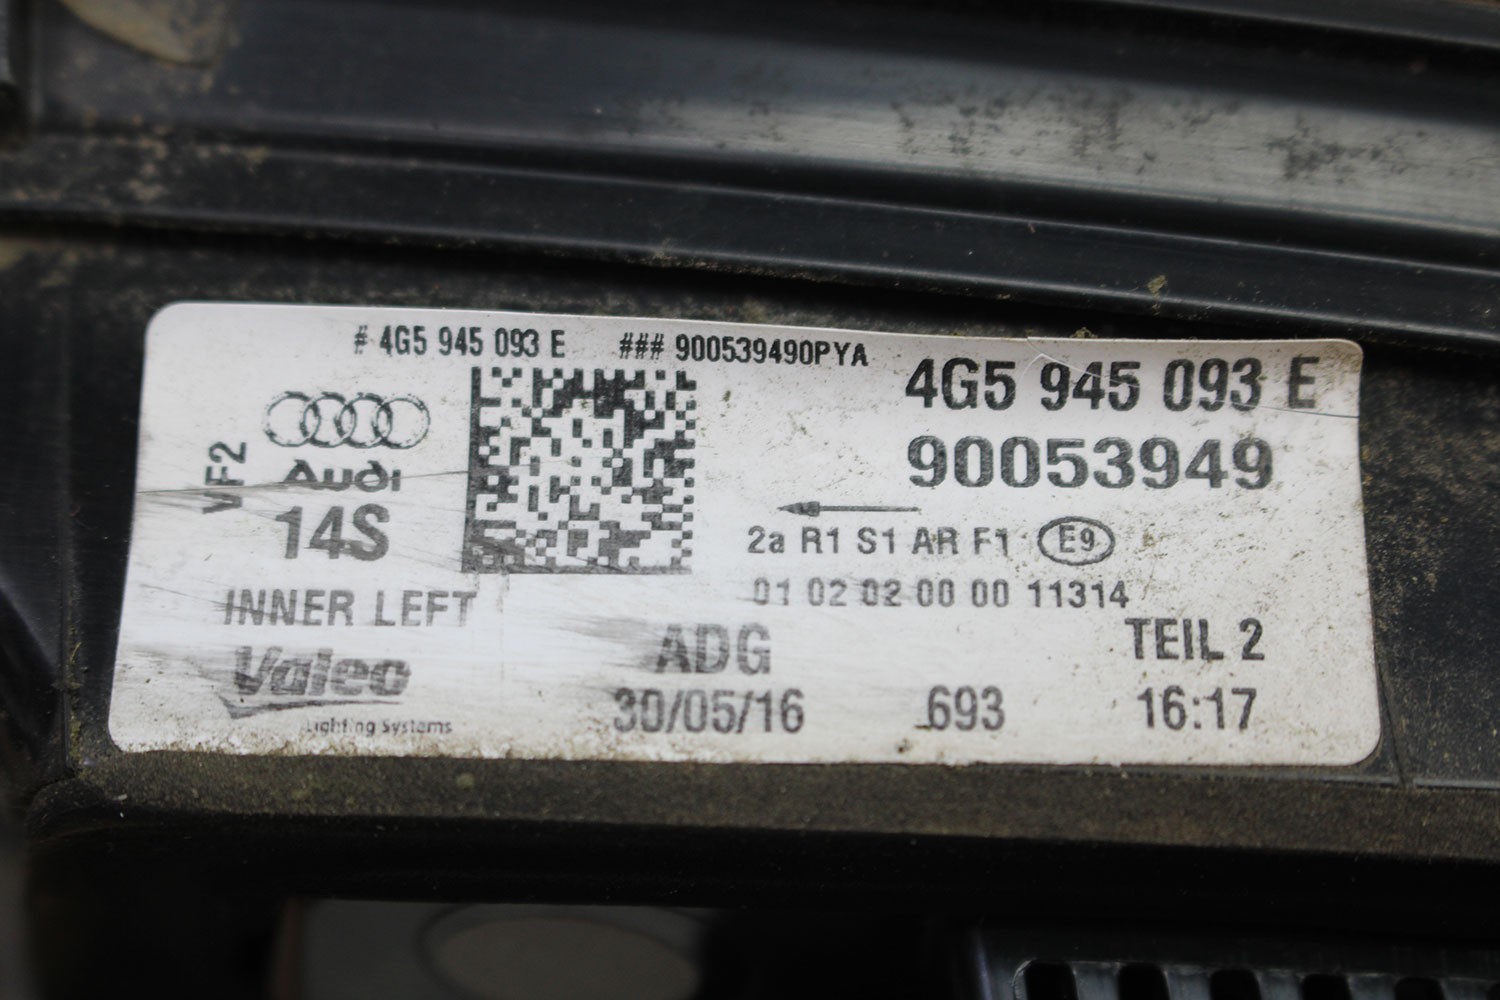 # 4G5 945 093 E ### 900539490PYA
4G5 945 093 E
90053949
VF2
Audi
14S
2a R1 S1 AR F1 E9
01 02 02 00 00 11314
INNER LEFT
ADG
TEIL 2
Valeo
Lighting Systems
30/05/16 693 16:17